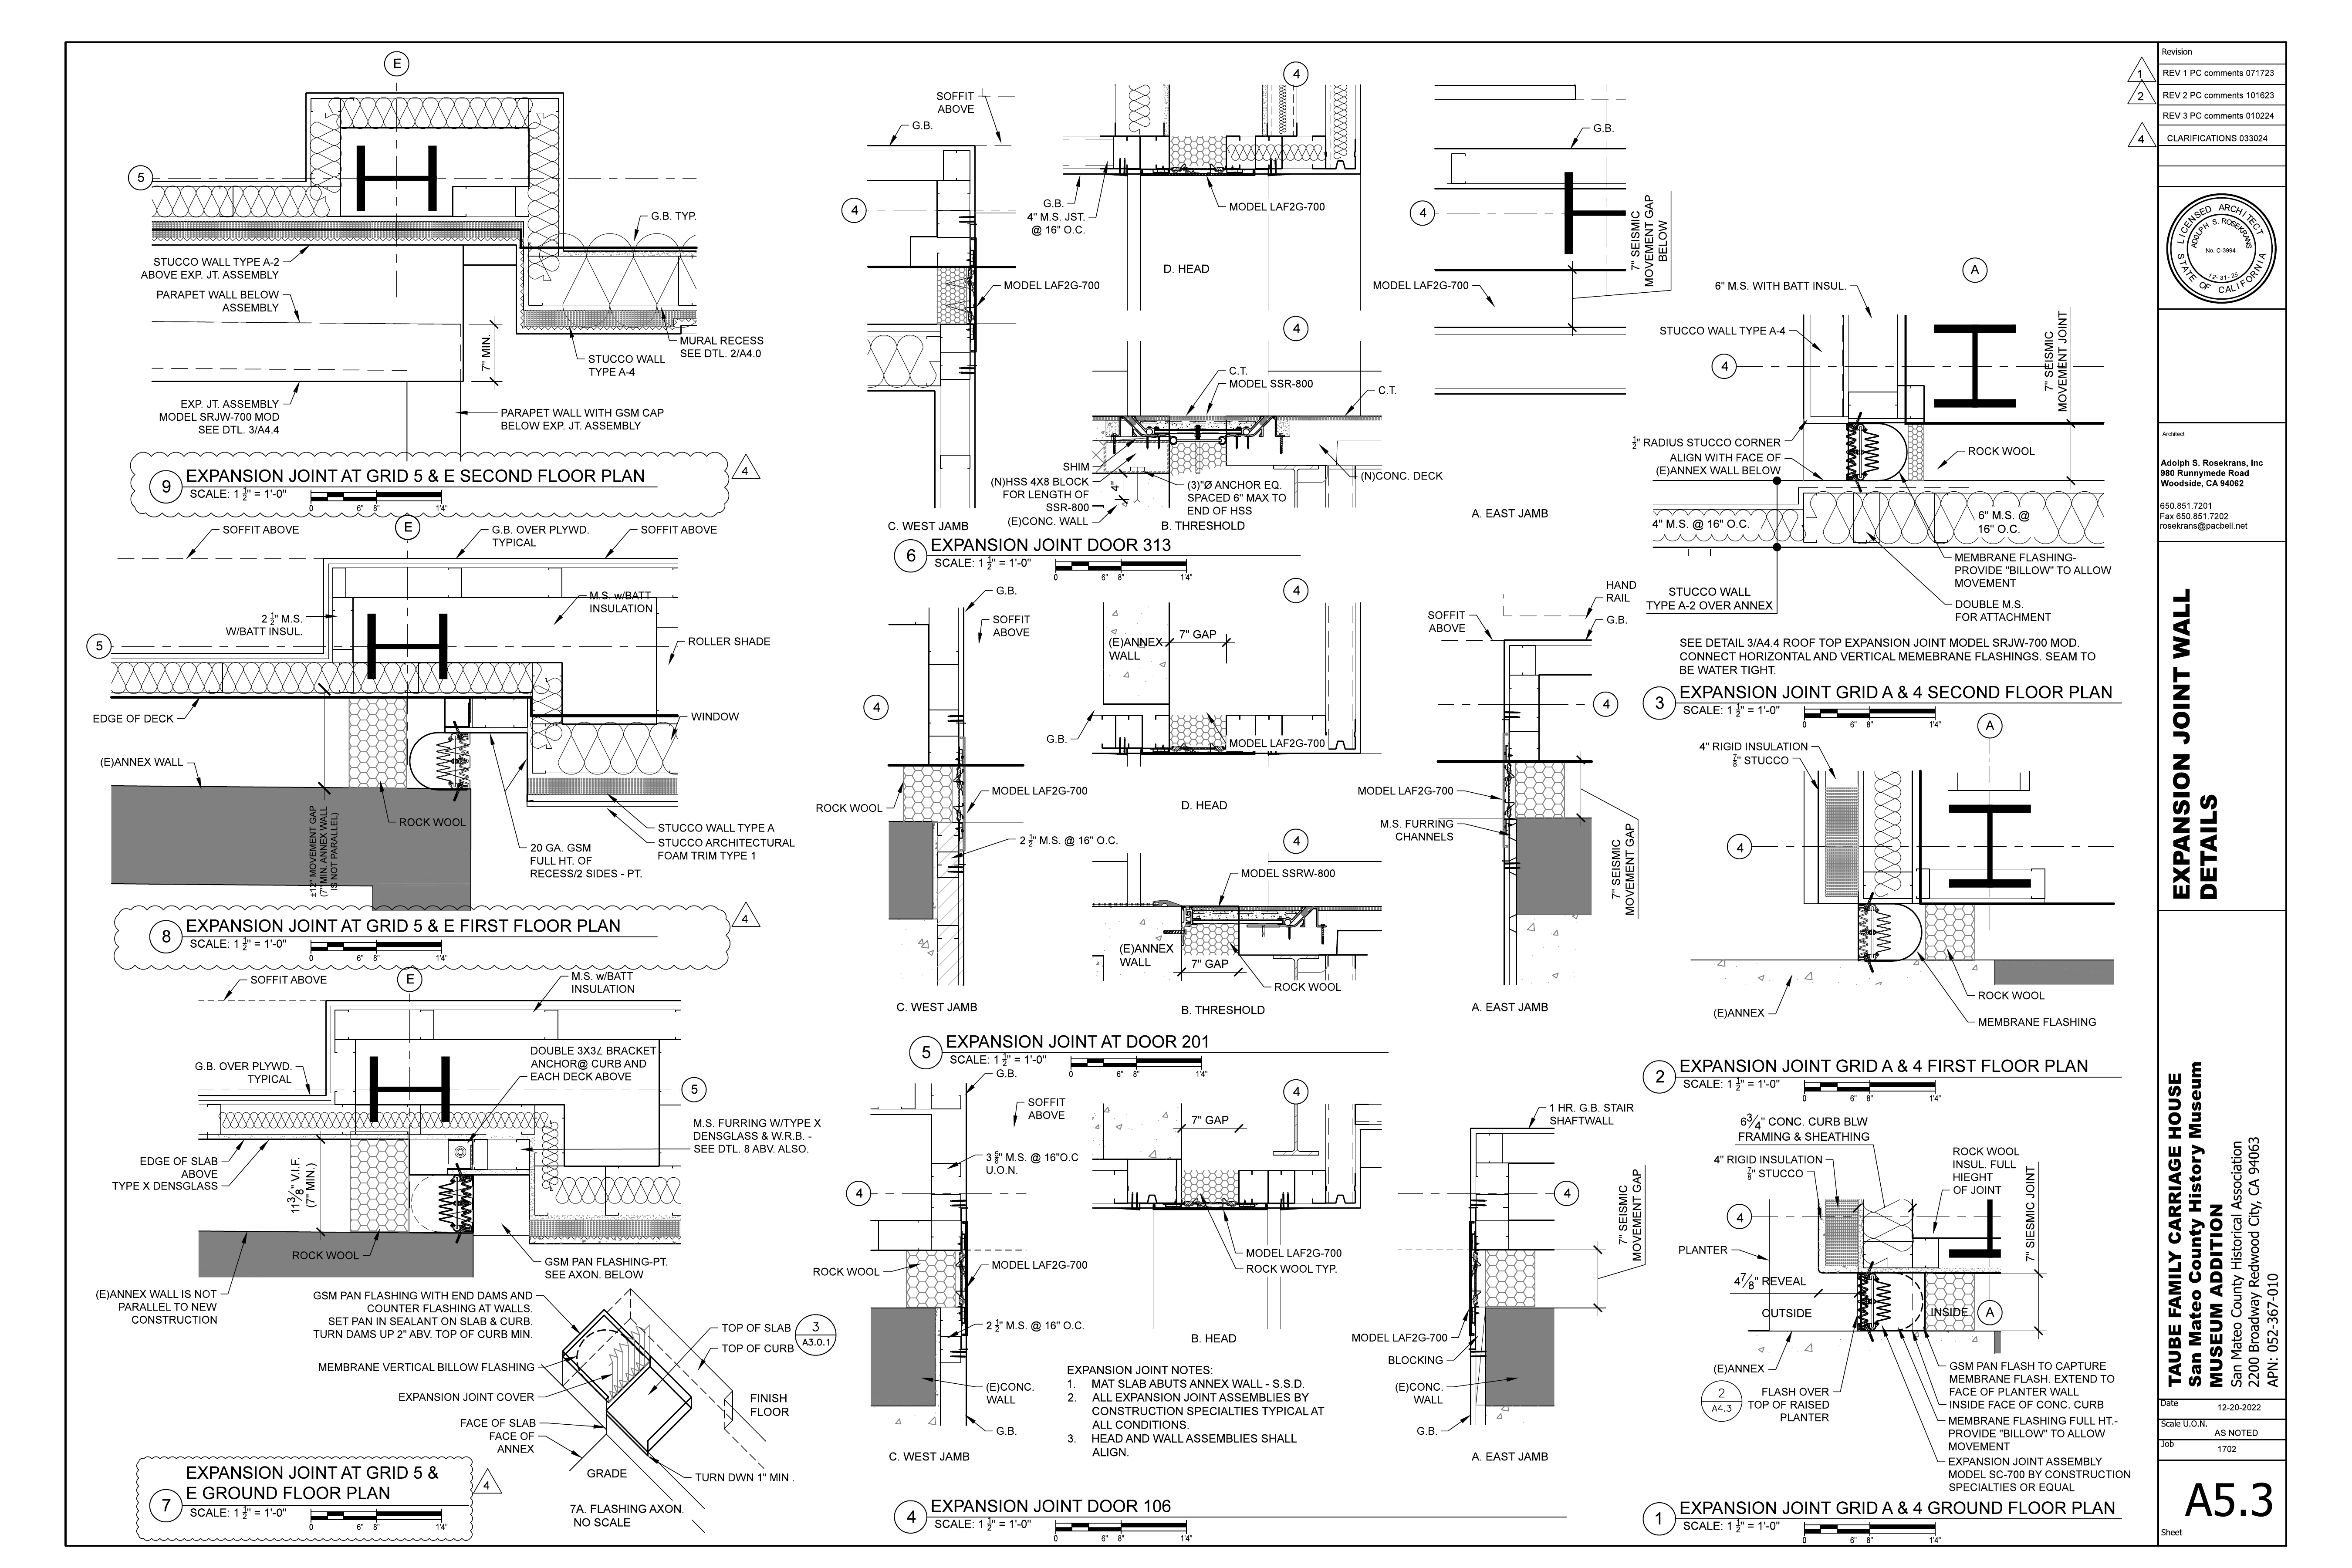 E
5
G.B. TYP.
STUCCO WALL TYPE A-2
ABOVE EXP. JT. ASSEMBLY
PARAPET WALL BELOW
ASSEMBLY
7" MIN.
MURAL RECESS
SEE DTL. 2/A4.0
STUCCO WALL
TYPE A-4
EXP. JT. ASSEMBLY
MODEL SRJW-700 MOD
SEE DTL. 3/A4.4
PARAPET WALL WITH GSM CAP
BELOW EXP. JT. ASSEMBLY
9
EXPANSION JOINT AT GRID 5 & E SECOND FLOOR PLAN
SCALE: 1 1/2" = 1'-0"
0 6" 8" 1'4"
4
SOFFIT ABOVE
E
G.B. OVER PLYWD.
TYPICAL
SOFFIT ABOVE
2 1/2" M.S.
W/BATT INSUL.
M.S. w/BATT
INSULATION
5
ROLLER SHADE
EDGE OF DECK
WINDOW
(E)ANNEX WALL
ROCK WOOL
±12" MOVEMENT GAP
(7"MIN. ANNEX WALL
IS NOT PARALLEL)
20 GA. GSM
FULL HT. OF
RECESS/2 SIDES - PT.
STUCCO WALL TYPE A
STUCCO ARCHITECTURAL
FOAM TRIM TYPE 1
8
EXPANSION JOINT AT GRID 5 & E FIRST FLOOR PLAN
SCALE: 1 1/2" = 1'-0"
0 6" 8" 1'4"
4
SOFFIT ABOVE
E
M.S. w/BATT
INSULATION
G.B. OVER PLYWD.
TYPICAL
DOUBLE 3X3∠ BRACKET
ANCHOR@ CURB AND
EACH DECK ABOVE
5
M.S. FURRING W/TYPE X
DENSGLASS & W.R.B. -
SEE DTL. 8 ABV. ALSO.
EDGE OF SLAB
ABOVE
TYPE X DENSGLASS
11 3/8" V.I.F.
(7" MIN.)
ROCK WOOL
GSM PAN FLASHING-PT.
SEE AXON. BELOW
(E)ANNEX WALL IS NOT
PARALLEL TO NEW
CONSTRUCTION
GSM PAN FLASHING WITH END DAMS AND
COUNTER FLASHING AT WALLS.
SET PAN IN SEALANT ON SLAB & CURB.
TURN DAMS UP 2" ABV. TOP OF CURB MIN.
MEMBRANE VERTICAL BILLOW FLASHING
EXPANSION JOINT COVER
FACE OF SLAB
FACE OF
ANNEX
GRADE
TOP OF SLAB
TOP OF CURB
3
A3.0.1
FINISH
FLOOR
TURN DWN 1" MIN .
7A. FLASHING AXON.
NO SCALE
7
EXPANSION JOINT AT GRID 5 &
E GROUND FLOOR PLAN
SCALE: 1 1/2" = 1'-0"
0 6" 8" 1'4"
4
SOFFIT
ABOVE
G.B.
4
MODEL LAF2G-700
C. WEST JAMB
4
G.B.
4" M.S. JST.
@ 16" O.C.
MODEL LAF2G-700
D. HEAD
4
C.T.
MODEL SSR-800
C.T.
SHIM
(N)HSS 4X8 BLOCK
FOR LENGTH OF
SSR-800
(E)CONC. WALL
4"
(3)"Ø ANCHOR EQ.
SPACED 6" MAX TO
END OF HSS
(N)CONC. DECK
B. THRESHOLD
G.B.
4
7" SEISMIC
MOVEMENT GAP
BELOW
MODEL LAF2G-700
A. EAST JAMB
6
EXPANSION JOINT DOOR 313
SCALE: 1 1/2" = 1'-0"
0 6" 8" 1'4"
G.B.
SOFFIT
ABOVE
4
ROCK WOOL
MODEL LAF2G-700
2 1/2" M.S. @ 16" O.C.
C. WEST JAMB
4
(E)ANNEX
WALL
7" GAP
G.B.
MODEL LAF2G-700
D. HEAD
4
MODEL SSRW-800
(E)ANNEX
WALL
7" GAP
ROCK WOOL
B. THRESHOLD
HAND
RAIL
SOFFIT
ABOVE
G.B.
4
MODEL LAF2G-700
M.S. FURRING
CHANNELS
7" SEISMIC
MOVEMENT GAP
A. EAST JAMB
5
EXPANSION JOINT AT DOOR 201
SCALE: 1 1/2" = 1'-0"
0 6" 8" 1'4"
G.B.
SOFFIT
ABOVE
3 5/8" M.S. @ 16"O.C
U.O.N.
4
ROCK WOOL
MODEL LAF2G-700
2 1/2" M.S. @ 16" O.C.
(E)CONC.
WALL
G.B.
C. WEST JAMB
4
7" GAP
MODEL LAF2G-700
ROCK WOOL TYP.
B. HEAD
EXPANSION JOINT NOTES:
1. MAT SLAB ABUTS ANNEX WALL - S.S.D.
2. ALL EXPANSION JOINT ASSEMBLIES BY
CONSTRUCTION SPECIALTIES TYPICAL AT
ALL CONDITIONS.
3. HEAD AND WALL ASSEMBLIES SHALL
ALIGN.
1 HR. G.B. STAIR
SHAFTWALL
4
7" SEISMIC
MOVEMENT GAP
MODEL LAF2G-700
BLOCKING
(E)CONC.
WALL
G.B.
A. EAST JAMB
4
EXPANSION JOINT DOOR 106
SCALE: 1 1/2" = 1'-0"
0 6" 8" 1'4"
A
6" M.S. WITH BATT INSUL.
STUCCO WALL TYPE A-4
4
7" SEISMIC
MOVEMENT JOINT
1/2" RADIUS STUCCO CORNER
ALIGN WITH FACE OF
(E)ANNEX WALL BELOW
ROCK WOOL
4" M.S. @ 16" O.C.
6" M.S. @
16" O.C.
MEMBRANE FLASHING-
PROVIDE "BILLOW" TO ALLOW
MOVEMENT
STUCCO WALL
TYPE A-2 OVER ANNEX
DOUBLE M.S.
FOR ATTACHMENT
SEE DETAIL 3/A4.4 ROOF TOP EXPANSION JOINT MODEL SRJW-700 MOD.
CONNECT HORIZONTAL AND VERTICAL MEMEBRANE FLASHINGS. SEAM TO
BE WATER TIGHT.
3
EXPANSION JOINT GRID A & 4 SECOND FLOOR PLAN
SCALE: 1 1/2" = 1'-0"
0 6" 8" 1'4"
A
4" RIGID INSULATION
7/8" STUCCO
4
ROCK WOOL
(E)ANNEX
MEMBRANE FLASHING
2
EXPANSION JOINT GRID A & 4 FIRST FLOOR PLAN
SCALE: 1 1/2" = 1'-0"
0 6" 8" 1'4"
6 3/4" CONC. CURB BLW
FRAMING & SHEATHING
4" RIGID INSULATION
7/8" STUCCO
ROCK WOOL
INSUL. FULL
HIEGHT
OF JOINT
4
7" SIESMIC JOINT
PLANTER
4 7/8" REVEAL
OUTSIDE
INSIDE
A
(E)ANNEX
2
A4.3
FLASH OVER
TOP OF RAISED
PLANTER
GSM PAN FLASH TO CAPTURE
MEMBRANE FLASH. EXTEND TO
FACE OF PLANTER WALL
INSIDE FACE OF CONC. CURB
MEMBRANE FLASHING FULL HT.-
PROVIDE "BILLOW" TO ALLOW
MOVEMENT
EXPANSION JOINT ASSEMBLY
MODEL SC-700 BY CONSTRUCTION
SPECIALTIES OR EQUAL
1
EXPANSION JOINT GRID A & 4 GROUND FLOOR PLAN
SCALE: 1 1/2" = 1'-0"
0 6" 8" 1'4"
Revision
1
REV 1 PC comments 071723
2
REV 2 PC comments 101623
REV 3 PC comments 010224
4
CLARIFICATIONS 033024
LICENSED ARCHITECT
ADOLPH S. ROSEKRANS
No. C-3994
12-31-25
STATE OF CALIFORNIA
Architect
Adolph S. Rosekrans, Inc
980 Runnymede Road
Woodside, CA 94062
650.851.7201
Fax 650.851.7202
rosekrans@pacbell.net
EXPANSION JOINT WALL
DETAILS
TAUBE FAMILY CARRIAGE HOUSE
San Mateo County History Museum
MUSEUM ADDITION
San Mateo County Historical Association
2200 Broadway Redwood City, CA 94063
APN: 052-367-010
Date
12-20-2022
Scale U.O.N.
AS NOTED
Job
1702
A5.3
Sheet